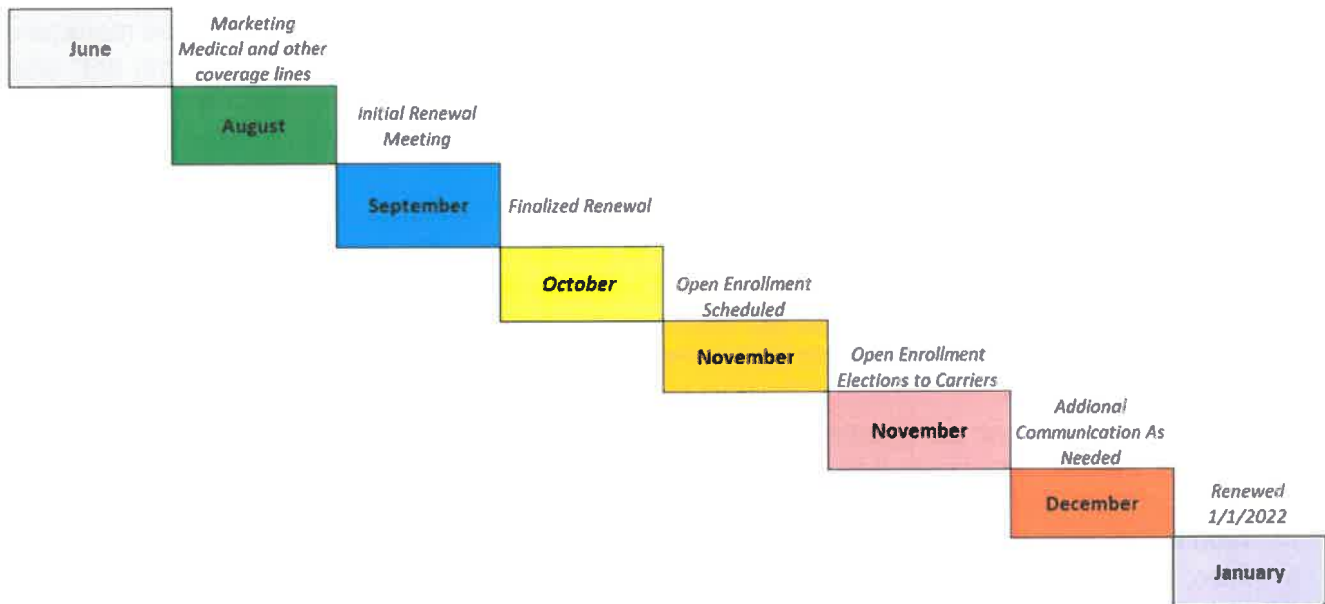 June
Marketing
Medical and other
coverage lines
August
Initial Renewal
Meeting
September
Finalized Renewal
October
Open Enrollment
Scheduled
November
Open Enrollment
Elections to Carriers
November
Addional
Communication As
Needed
December
Renewed
1/1/2022
January